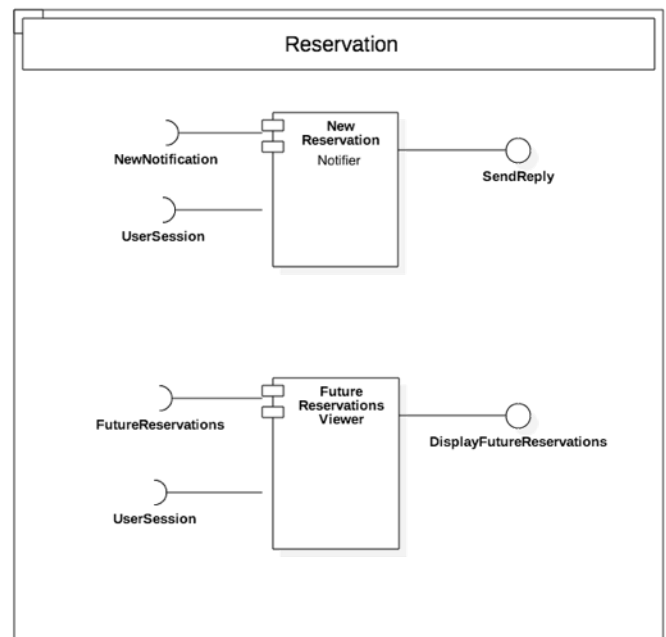 Reservation
New
Reservation
Notifier
NewNotification
SendReply
UserSession
Future
Reservations
Viewer
FutureReservations
DisplayFutureReservations
UserSession